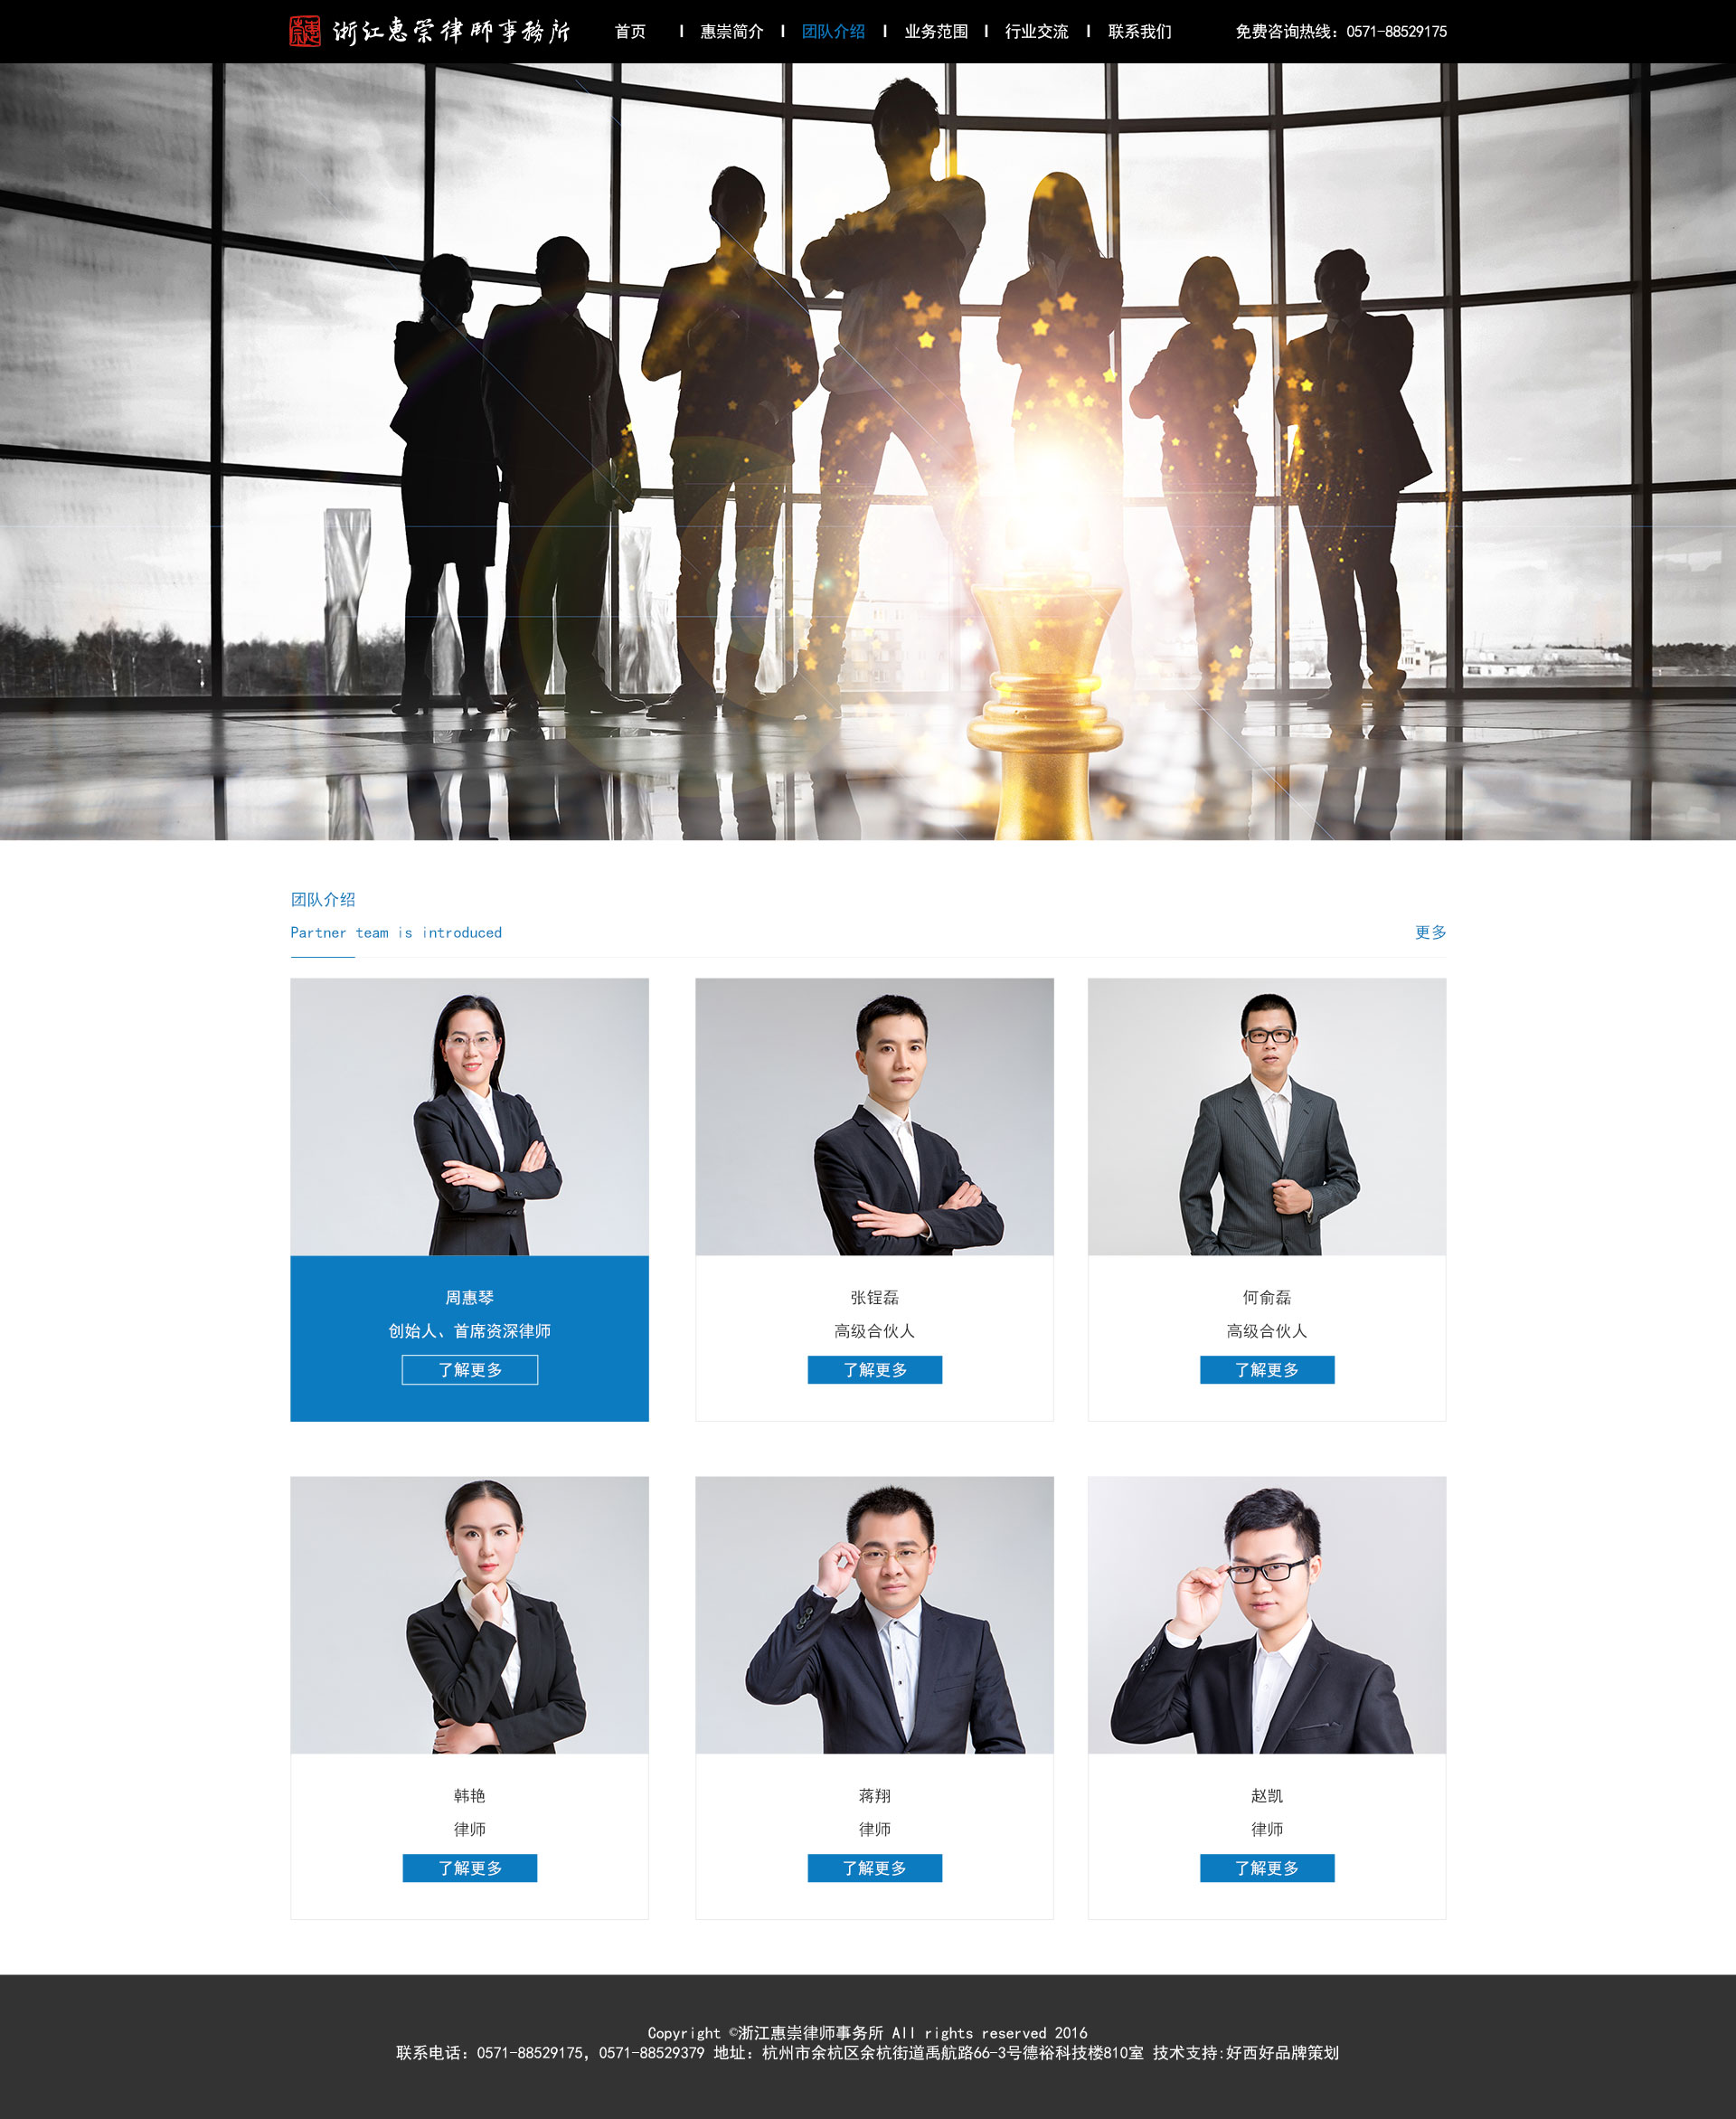 浙江惠崇律師事務所
首页 惠崇简介 团队介绍 业务范围 行业交流 联系我们 免费咨询热线：0571-88529175
团队介绍
Partner team is introduced
更多
周惠琴
创始人、首席资深律师
了解更多
张锃磊
高级合伙人
了解更多
何俞磊
高级合伙人
了解更多
韩艳
律师
了解更多
蒋翔
律师
了解更多
赵凯
律师
了解更多
Copyright ©浙江惠崇律师事务所 All rights reserved 2016
联系电话：0571-88529175，0571-88529379 地址：杭州市余杭区余杭街道禹航路66-3号德裕科技楼810室 技术支持:好西好品牌策划